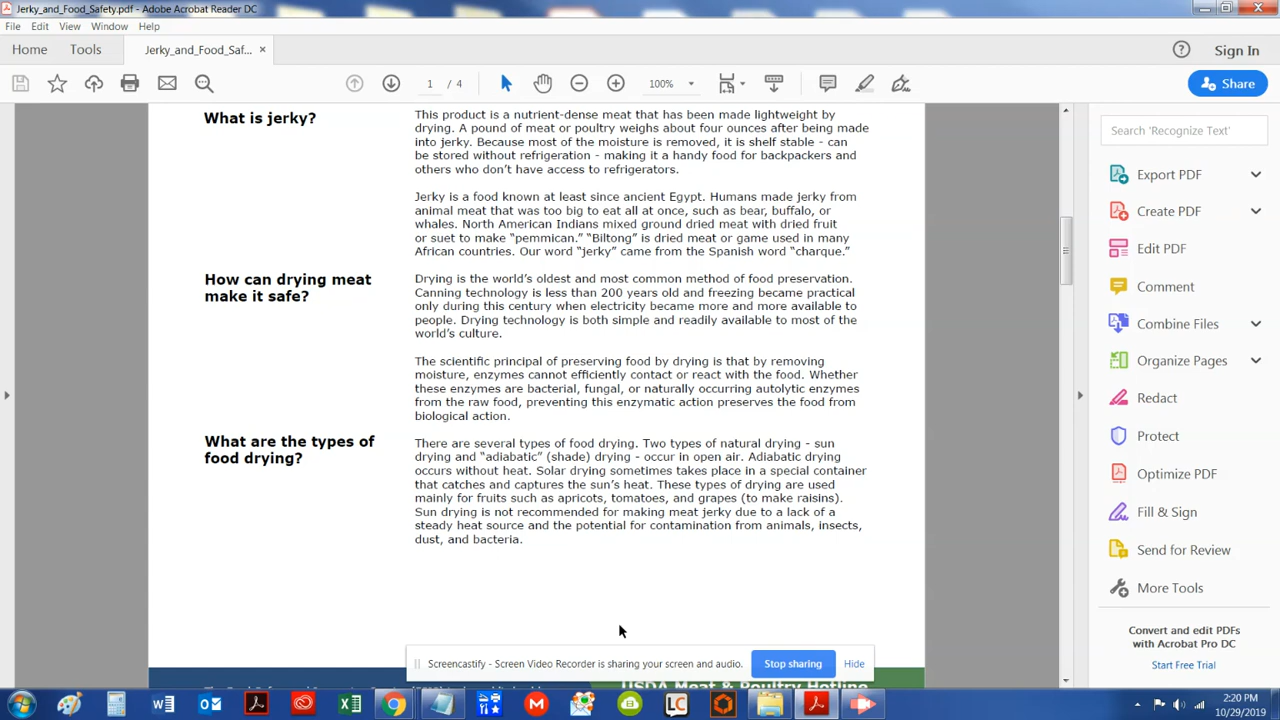 Jerky_and_Food_Safety.pdf - Adobe Acrobat Reader DC
File Edit View Window Help
Home Tools Jerky_and_Food_Saf... × Sign In
1 / 4 100% Share
What is jerky?
This product is a nutrient-dense meat that has been made lightweight by
drying. A pound of meat or poultry weighs about four ounces after being made
into jerky. Because most of the moisture is removed, it is shelf stable - can
be stored without refrigeration - making it a handy food for backpackers and
others who don't have access to refrigerators.
Jerky is a food known at least since ancient Egypt. Humans made jerky from
animal meat that was too big to eat all at once, such as bear, buffalo, or
whales. North American Indians mixed ground dried meat with dried fruit
or suet to make “pemmican.” “Biltong” is dried meat or game used in many
African countries. Our word “jerky” came from the Spanish word “charque.”
How can drying meat
make it safe?
Drying is the world's oldest and most common method of food preservation.
Canning technology is less than 200 years old and freezing became practical
only during this century when electricity became more and more available to
people. Drying technology is both simple and readily available to most of the
world's culture.
The scientific principal of preserving food by drying is that by removing
moisture, enzymes cannot efficiently contact or react with the food. Whether
these enzymes are bacterial, fungal, or naturally occurring autolytic enzymes
from the raw food, preventing this enzymatic action preserves the food from
biological action.
What are the types of
food drying?
There are several types of food drying. Two types of natural drying - sun
drying and “adiabatic” (shade) drying - occur in open air. Adiabatic drying
occurs without heat. Solar drying sometimes takes place in a special container
that catches and captures the sun's heat. These types of drying are used
mainly for fruits such as apricots, tomatoes, and grapes (to make raisins).
Sun drying is not recommended for making meat jerky due to a lack of a
steady heat source and the potential for contamination from animals, insects,
dust, and bacteria.
Search 'Recognize Text'
Export PDF
Create PDF
Edit PDF
Comment
Combine Files
Organize Pages
Redact
Protect
Optimize PDF
Fill & Sign
Send for Review
More Tools
Convert and edit PDFs
with Acrobat Pro DC
Start Free Trial
Screencastify - Screen Video Recorder is sharing your screen and audio. Stop sharing Hide
USDA Meat & Poultry Hotline
2:20 PM
10/29/2019